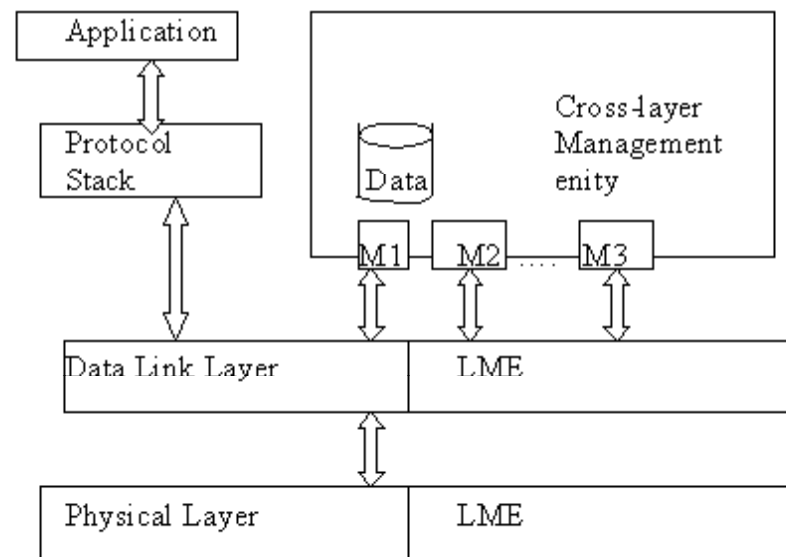 Application
Protocol
Stack
Cross-layer
Management
enity
Data
M1
M2
....
M3
Data Link Layer
LME
Physical Layer
LME